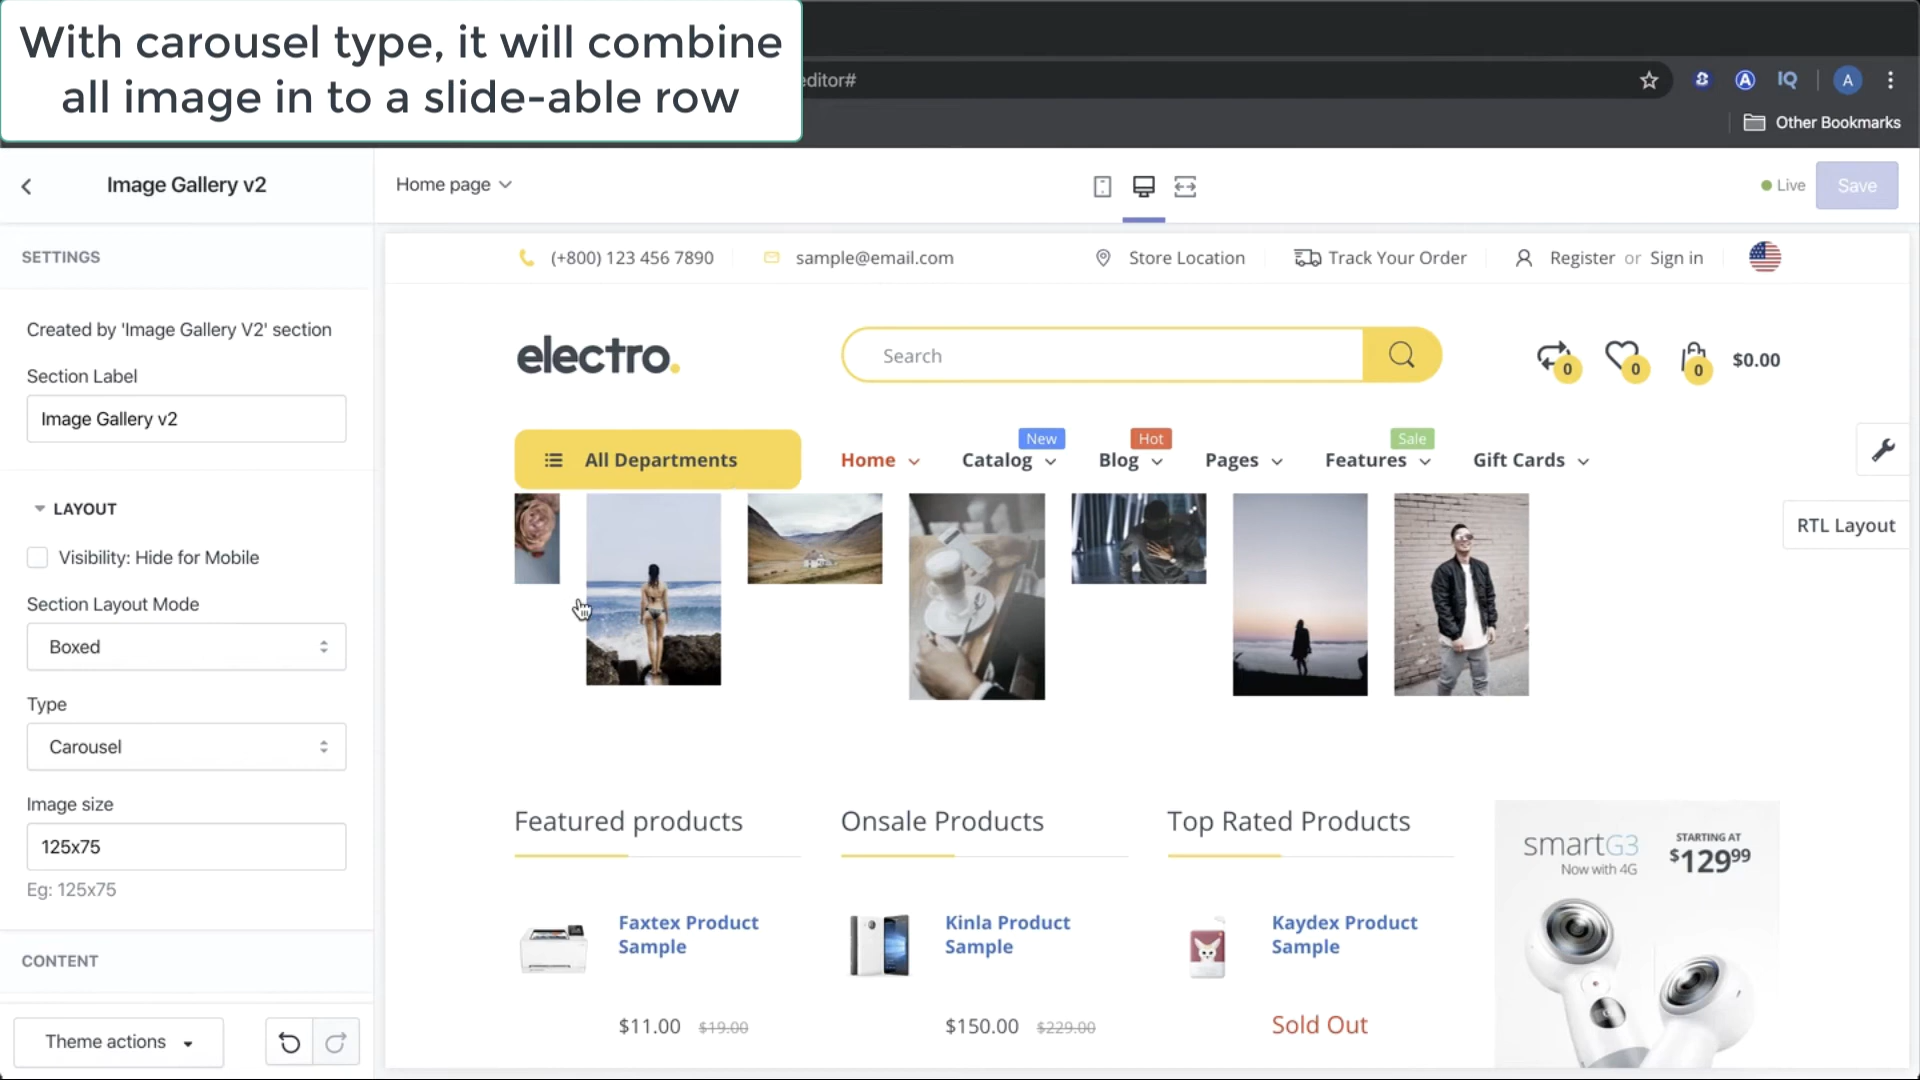 With carousel type, it will combine
all image in to a slide-able row
editor#
IQ
A
Other Bookmarks
Image Gallery v2
Home page
Live
Save
SETTINGS
(+800) 123 456 7890
sample@email.com
Store Location
Track Your Order
Register or Sign in
Created by 'Image Gallery V2' section
Section Label
Image Gallery v2
electro.
Search
0
0
0
$0.00
New
Hot
Sale
All Departments
Home
Catalog
Blog
Pages
Features
Gift Cards
LAYOUT
RTL Layout
Visibility: Hide for Mobile
Section Layout Mode
Boxed
Type
Carousel
Image size
125x75
Eg: 125x75
Featured products
Onsale Products
Top Rated Products
smartG3
Now with 4G
STARTING AT
$12999
Faxtex Product
Sample
Kinla Product
Sample
Kaydex Product
Sample
CONTENT
$11.00 $19.00
$150.00 $229.00
Sold Out
Theme actions